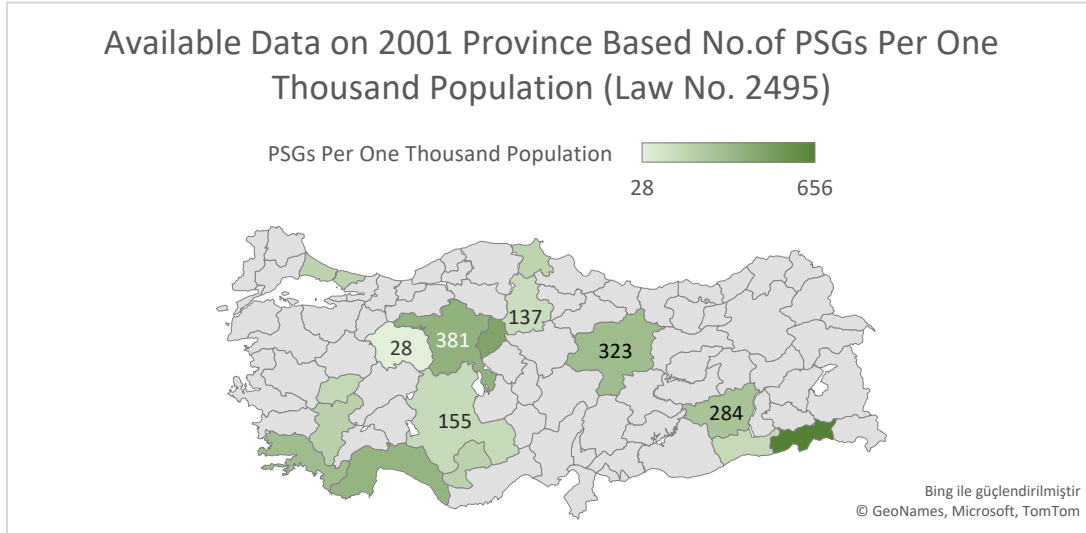 Available Data on 2001 Province Based No.of PSGs Per One
Thousand Population (Law No. 2495)
PSGs Per One Thousand Population
28
656
137
381
28
323
284
155
Bing ile güçlendirilmiştir
© GeoNames, Microsoft, TomTom